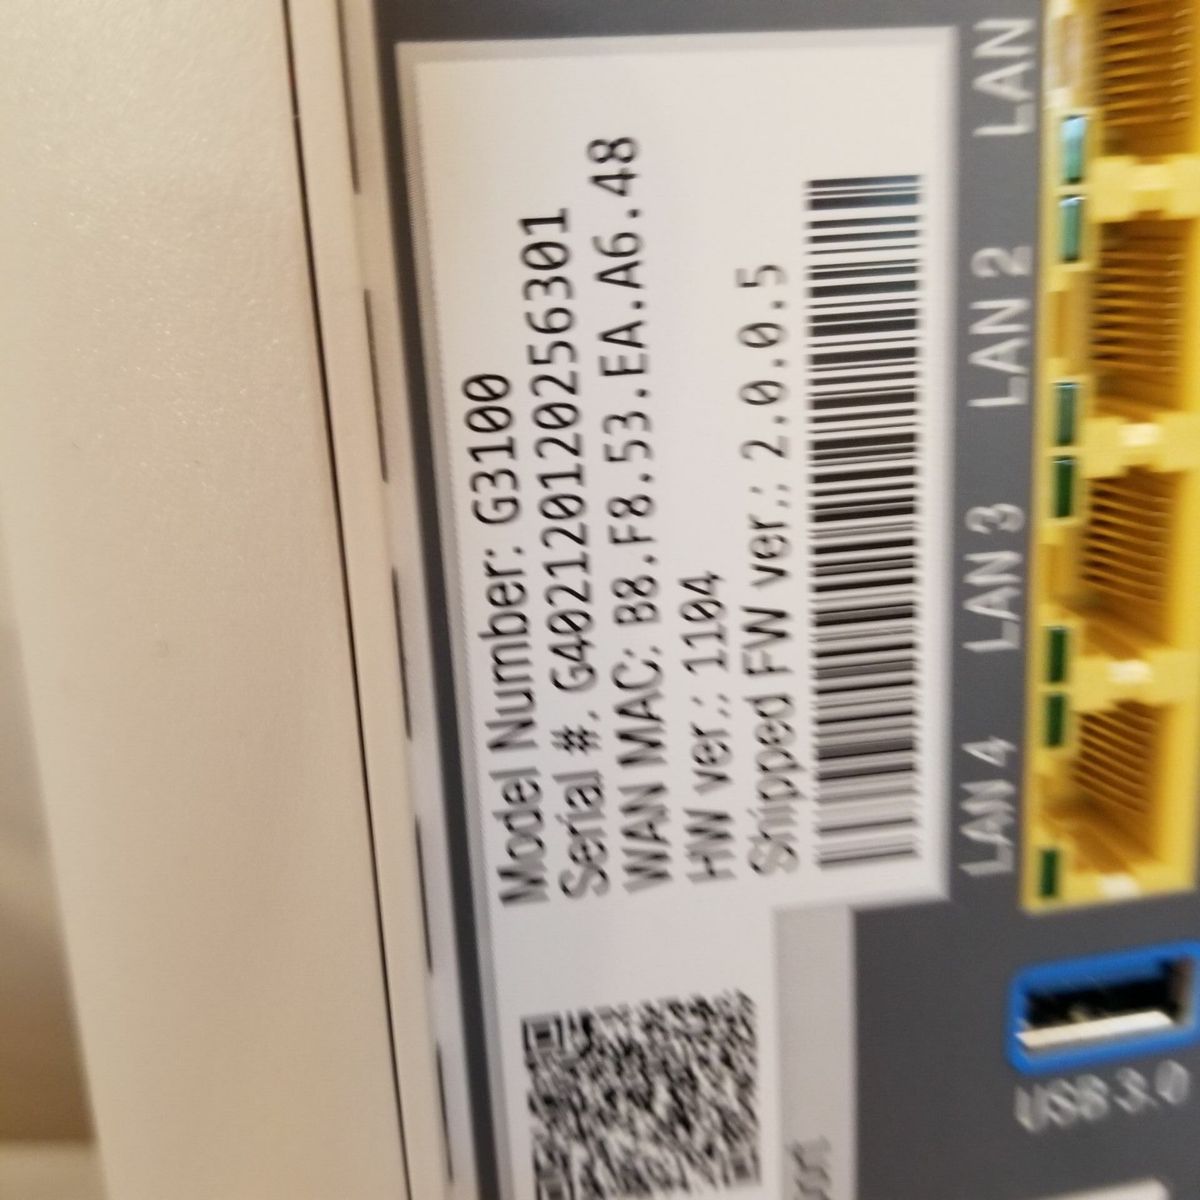 Model Number: G3100
Serial #. G402120120256301
WAN MAC: B8.F8.53.EA.A6.48
HW ver.: 1104
Shipped FW ver.: 2.0.0.5
LAN 4
LAN 3
LAN 2
LAN
USB 3.0